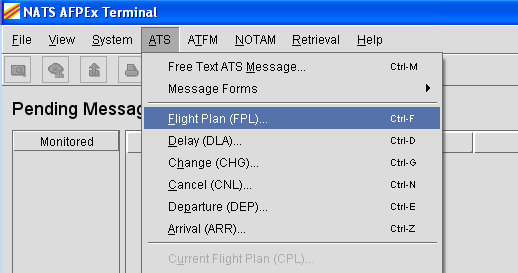 NATS AFPEx Terminal
File View System ATS ATFM NOTAM Retrieval Help
Free Text ATS Message... Ctrl-M
Message Forms
Pending Messag
Flight Plan (FPL)... Ctrl-F
Monitored
Delay (DLA)... Ctrl-D
Change (CHG)... Ctrl-G
Cancel (CNL)... Ctrl-N
Departure (DEP)... Ctrl-E
Arrival (ARR)... Ctrl-Z
Current Flight Plan (CPL)...